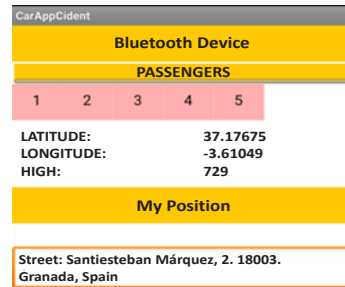 CarAppCident
Bluetooth Device
PASSENGERS
1 2 3 4 5
LATITUDE: 37.17675
LONGITUDE: -3.61049
HIGH: 729
My Position
Street: Santiesteban Márquez, 2. 18003.
Granada, Spain